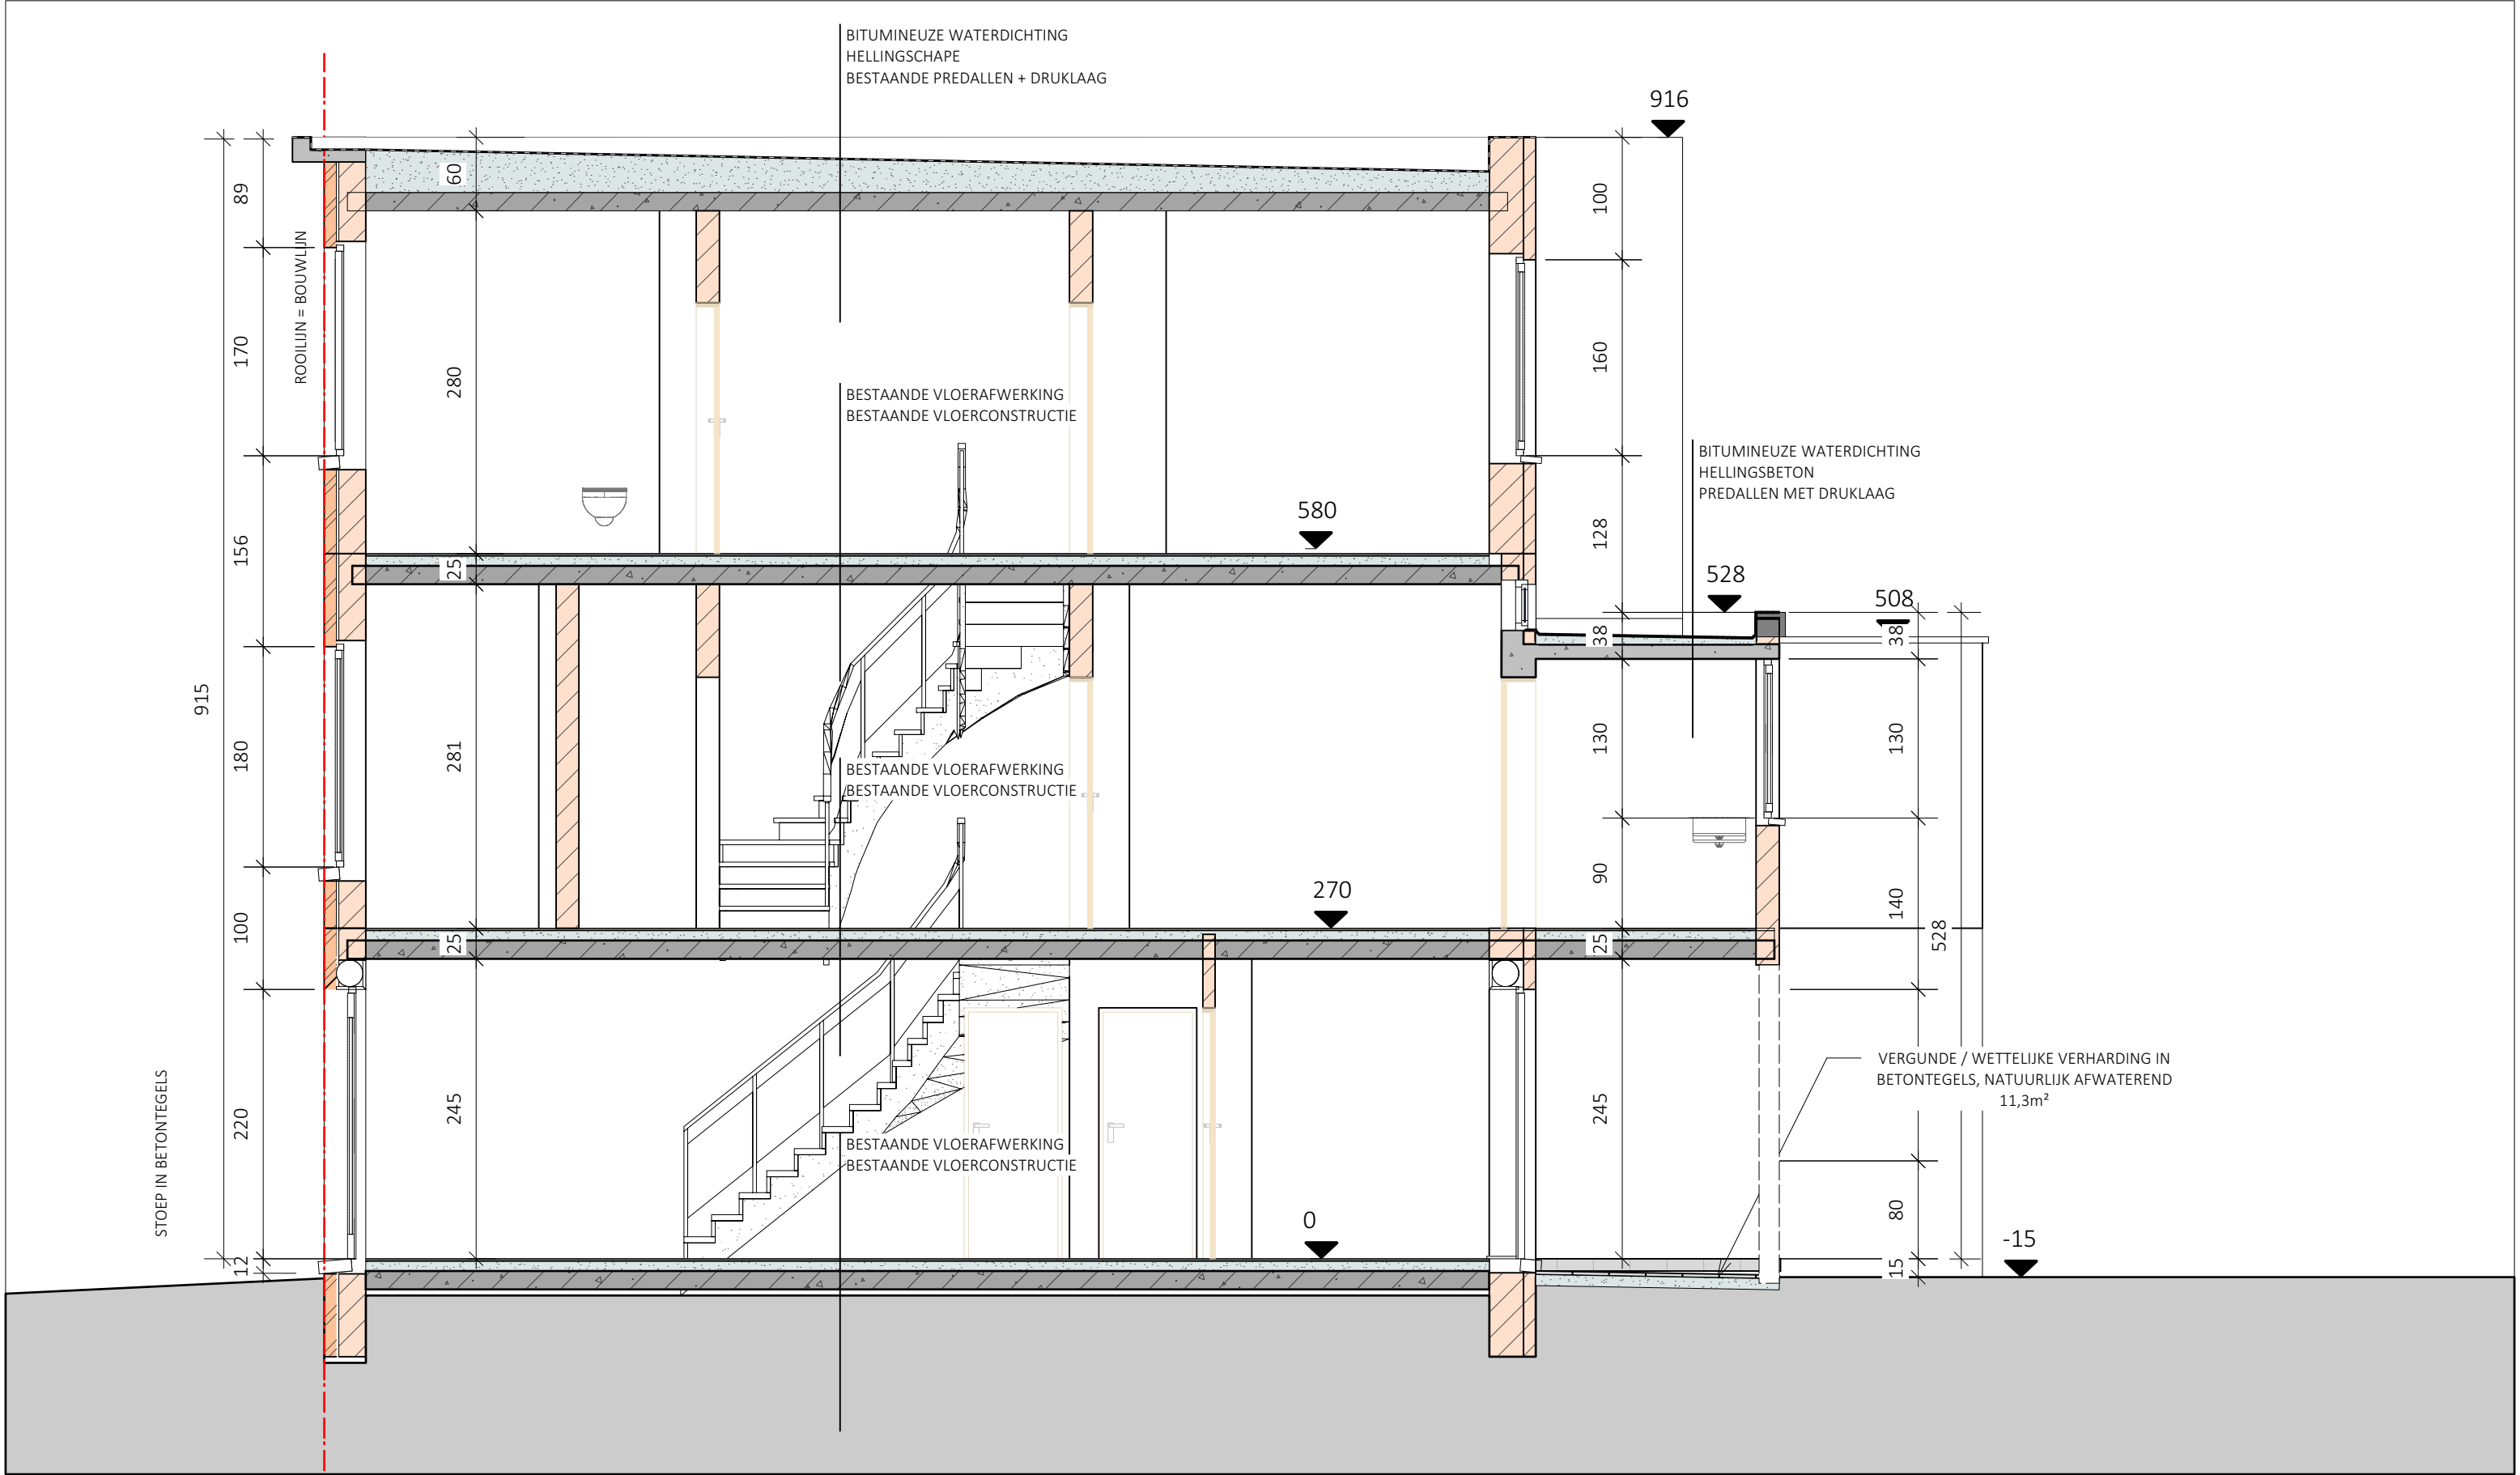 BITUMINEUZE WATERDICHTING
HELLINGSCHAPE
BESTAANDE PREDALLEN + DRUKLAAG
916
89
60
100
ROOILIJN = BOUWLIJN
170
280
160
BESTAANDE VLOERAFWERKING
BESTAANDE VLOERCONSTRUCTIE
BITUMINEUZE WATERDICHTING
HELLINGSBETON
PREDALLEN MET DRUKLAAG
580
156
25
128
528
508
38
38
915
180
281
130
130
BESTAANDE VLOERAFWERKING
BESTAANDE VLOERCONSTRUCTIE
270
100
25
90
25
140
528
STOEP IN BETONTEGELS
220
245
245
VERGUNDE / WETTELIJKE VERHARDING IN
BETONTEGELS, NATUURLIJK AFWATEREND
11,3m²
BESTAANDE VLOERAFWERKING
BESTAANDE VLOERCONSTRUCTIE
80
0
-15
12
15